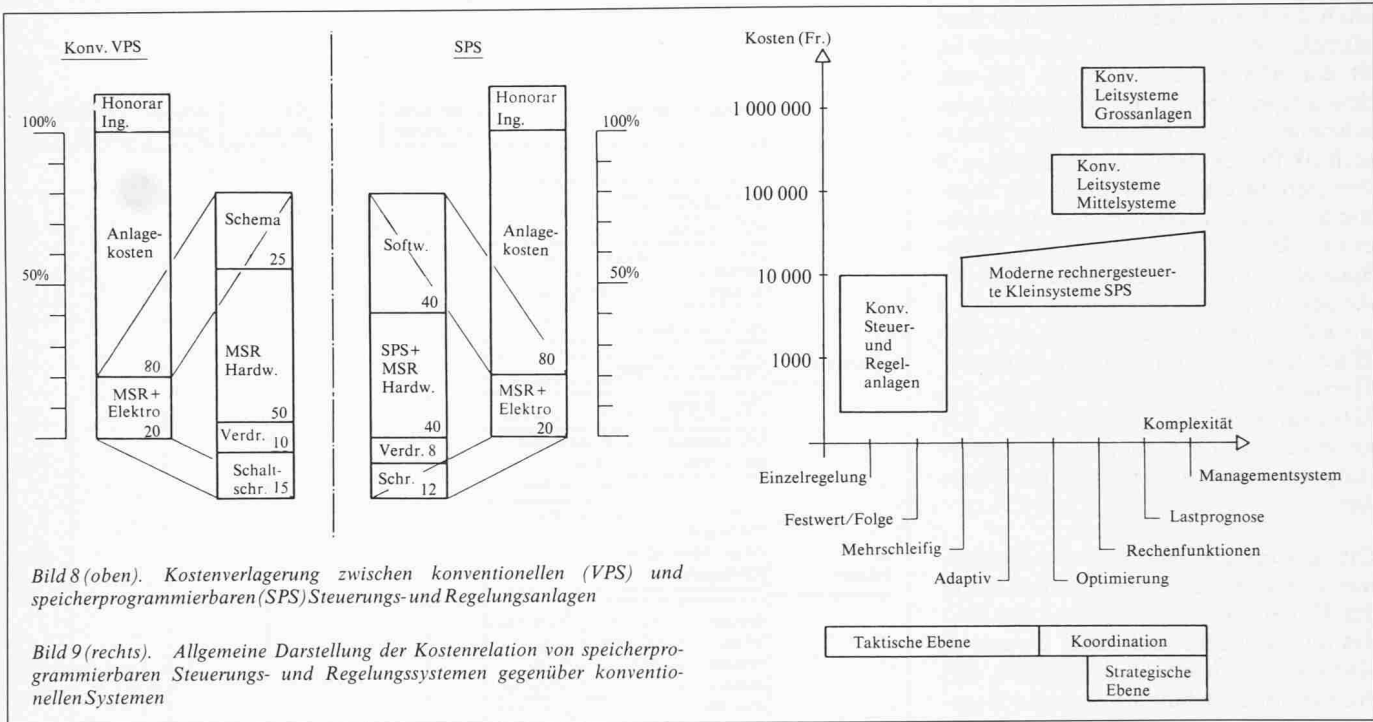 Konv. VPS
Honorar
Ing.
100%
50%
Anlage-
kosten
80
MSR+
Elektro
20
Schema
25
MSR
Hardw.
50
Verdr.
10
Schalt-
schr. 15
SPS
Softw.
40
SPS+
MSR
Hardw.
40
Verdr. 8
Schr.
12
Honorar
Ing.
Anlage-
kosten
80
MSR+
Elektro
20
100%
50%
Bild 8 (oben). Kostenverlagerung zwischen konventionellen (VPS) und
speicherprogrammierbaren (SPS) Steuerungs- und Regelungsanlagen
Bild 9 (rechts). Allgemeine Darstellung der Kostenrelation von speicherpro-
grammierbaren Steuerungs- und Regelungssystemen gegenüber konventio-
nellen Systemen
Kosten (Fr.)
1 000 000
100 000
10 000
1000
Konv.
Leitsysteme
Grossanlagen
Konv.
Leitsysteme
Mittelsysteme
Moderne rechnergesteuer-
te Kleinsysteme SPS
Konv.
Steuer-
und
Regel-
anlagen
Komplexität
Einzelregelung
Festwert/Folge
Mehrschleifig
Adaptiv
Optimierung
Rechenfunktionen
Lastprognose
Managementsystem
Taktische Ebene
Koordination
Strategische
Ebene